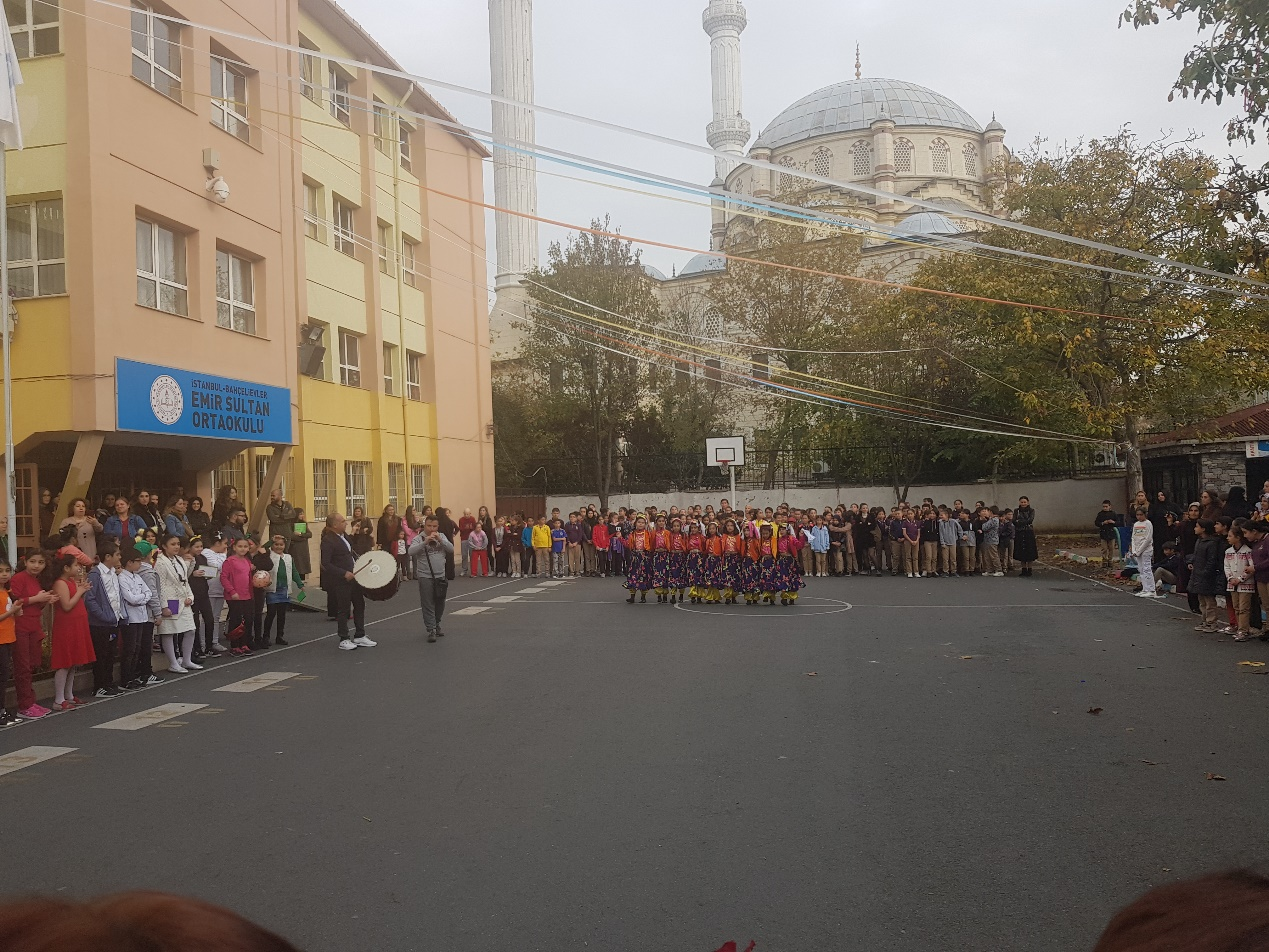 İSTANBUL-BAHÇELİEVLER
EMİR SULTAN
ORTAOKULU